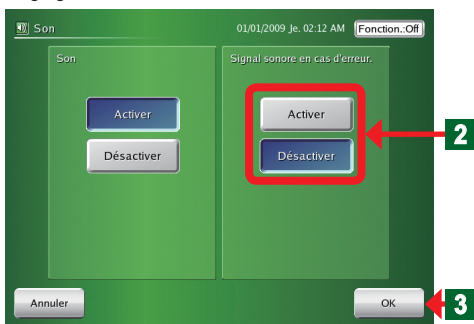 Son
01/01/2009 Je. 02:12 AM
Fonction.:Off
Son
Signal sonore en cas d'erreur.
Activer
Activer
Désactiver
Désactiver
2
Annuler
OK
3